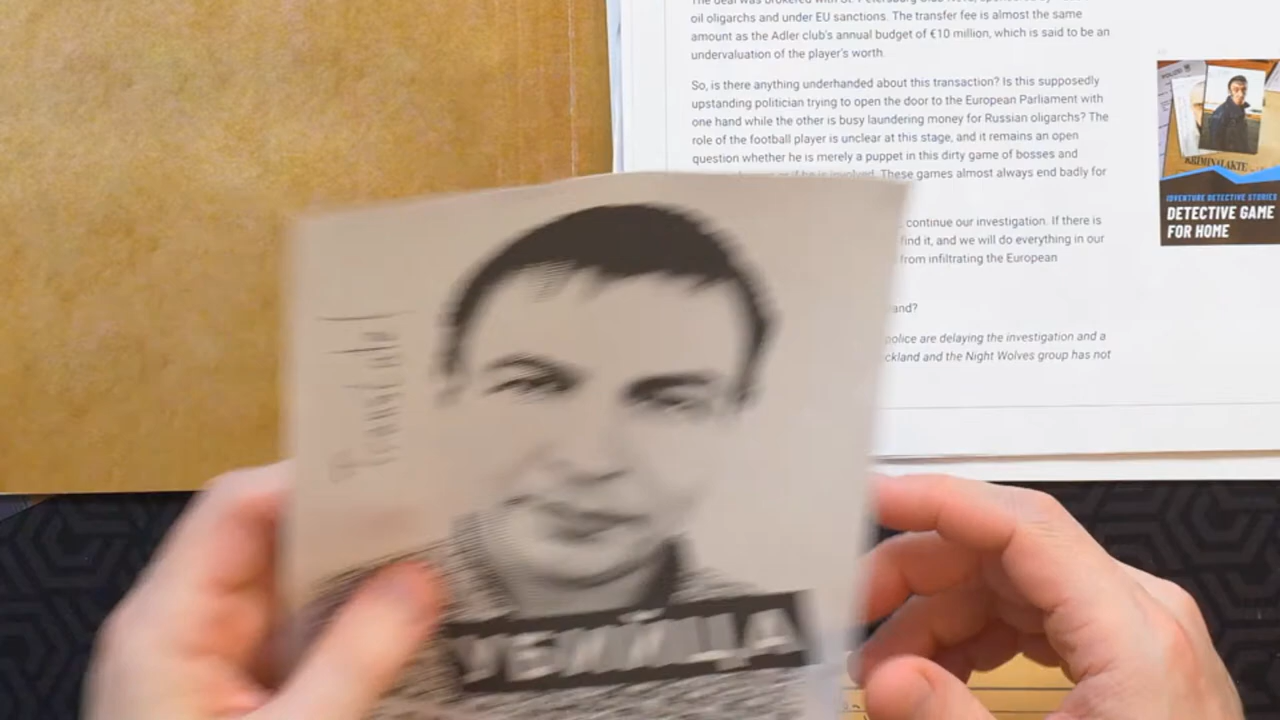 oil oligarchs and under EU sanctions. The transfer fee is almost the same
amount as the Adler club's annual budget of €10 million, which is said to be an
undervaluation of the player's worth.
So, is there anything underhanded about this transaction? Is this supposedly
upstanding politician trying to open the door to the European Parliament with
one hand while the other is busy laundering money for Russian oligarchs? The
role of the football player is unclear at this stage, and it remains an open
question whether he is merely a puppet in this dirty game of bosses and
These games almost always end badly for
continue our investigation. If there is
find it, and we will do everything in our
from infiltrating the European
and?
police are delaying the investigation and a
ckland and the Night Wolves group has not
УБИЙЦА
KRIMINALAKTE
IDVENTURE DETECTIVE STORIES
DETECTIVE GAME
FOR HOME